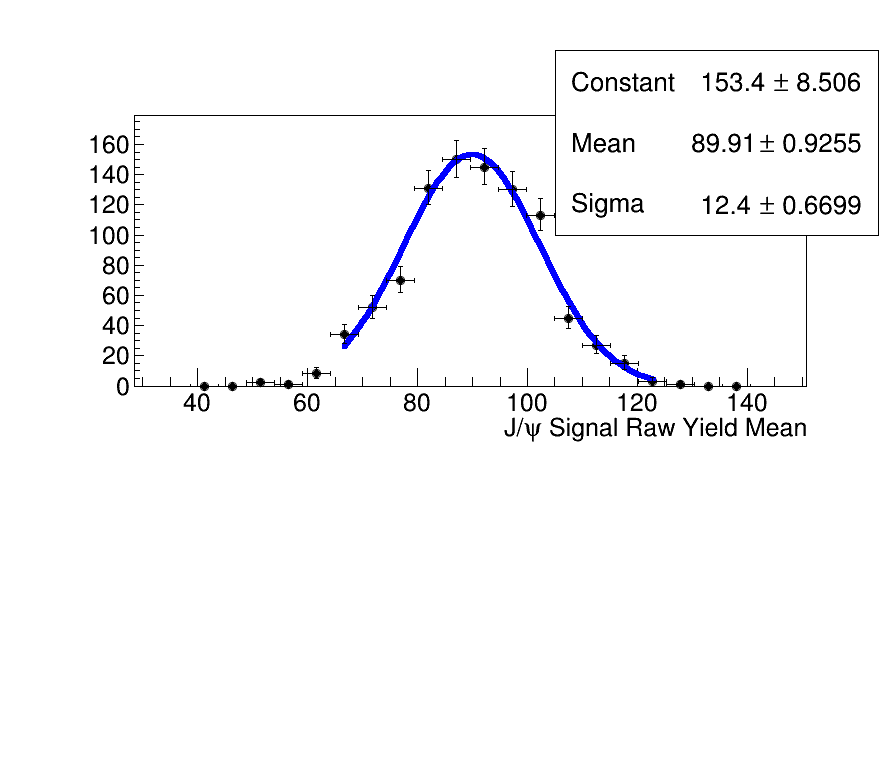 Constant 153.4 ± 8.506
Mean 89.91 ± 0.9255
Sigma 12.4 ± 0.6699
160
140
120
100
80
60
40
20
0
40 60 80 100 120 140
J/ψ Signal Raw Yield Mean